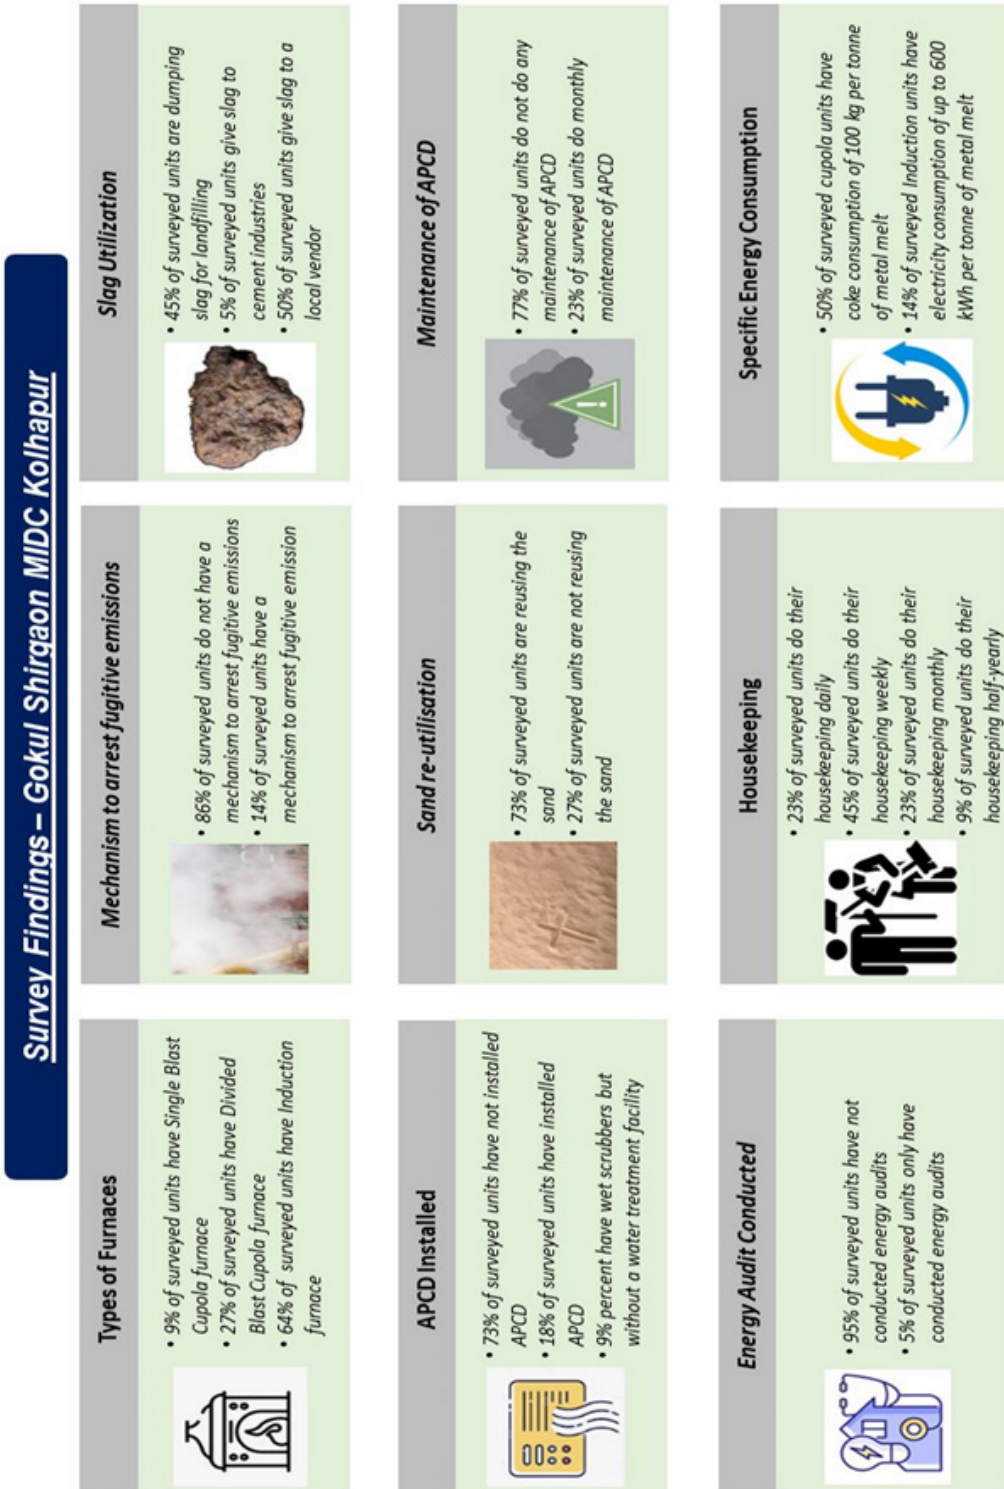 Survey Findings – Gokul Shirgaon MIDC Kolhapur
Types of Furnaces
• 9% of surveyed units have Single Blast
Cupola furnace
• 27% of surveyed units have Divided
Blast Cupola furnace
• 64% of surveyed units have Induction
furnace
Mechanism to arrest fugitive emissions
• 86% of surveyed units do not have a
mechanism to arrest fugitive emissions
• 14% of surveyed units have a
mechanism to arrest fugitive emission
Slag Utilization
• 45% of surveyed units are dumping
slag for landfilling
• 5% of surveyed units give slag to
cement industries
• 50% of surveyed units give slag to a
local vendor
APCD Installed
• 73% of surveyed units have not installed
APCD
• 18% of surveyed units have installed
APCD
• 9% percent have wet scrubbers but
without a water treatment facility
Sand re-utilisation
• 73% of surveyed units are reusing the
sand
• 27% of surveyed units are not reusing
the sand
Maintenance of APCD
• 77% of surveyed units do not do any
maintenance of APCD
• 23% of surveyed units do monthly
maintenance of APCD
Energy Audit Conducted
• 95% of surveyed units have not
conducted energy audits
• 5% of surveyed units only have
conducted energy audits
Housekeeping
• 23% of surveyed units do their
housekeeping daily
• 45% of surveyed units do their
housekeeping weekly
• 23% of surveyed units do their
housekeeping monthly
• 9% of surveyed units do their
housekeeping half-yearly
Specific Energy Consumption
• 50% of surveyed cupola units have
coke consumption of 100 kg per tonne
of metal melt
• 14% of surveyed Induction units have
electricity consumption of up to 600
kWh per tonne of metal melt